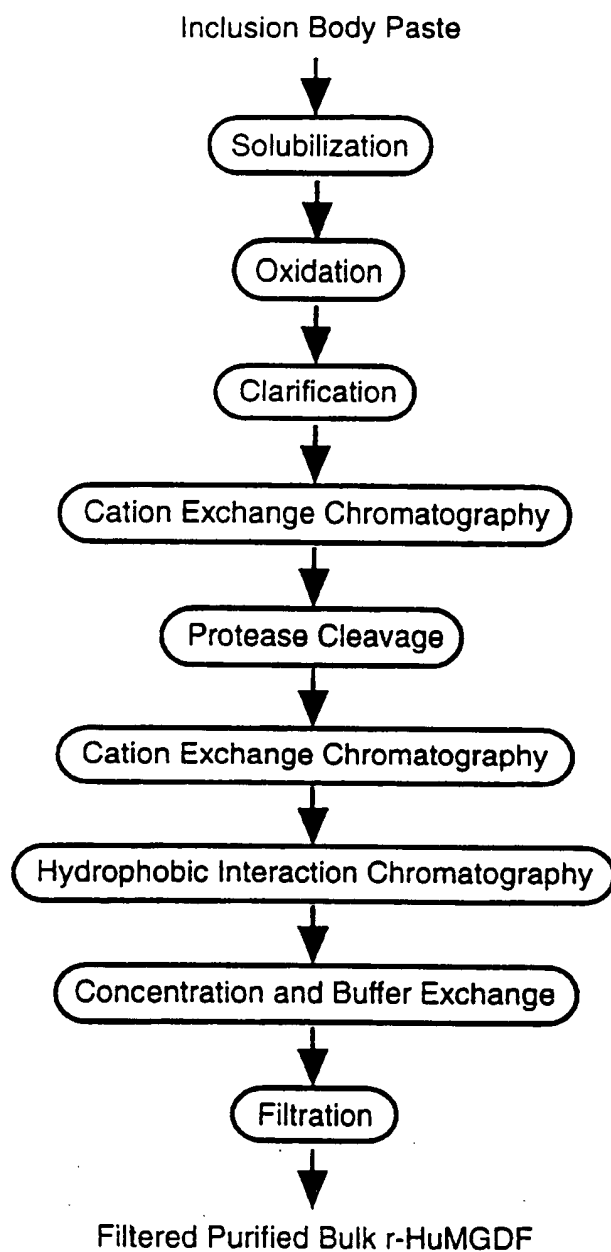 Inclusion Body Paste
Solubilization
Oxidation
Clarification
Cation Exchange Chromatography
Protease Cleavage
Cation Exchange Chromatography
Hydrophobic Interaction Chromatography
Concentration and Buffer Exchange
Filtration
Filtered Purified Bulk r-HuMGDF